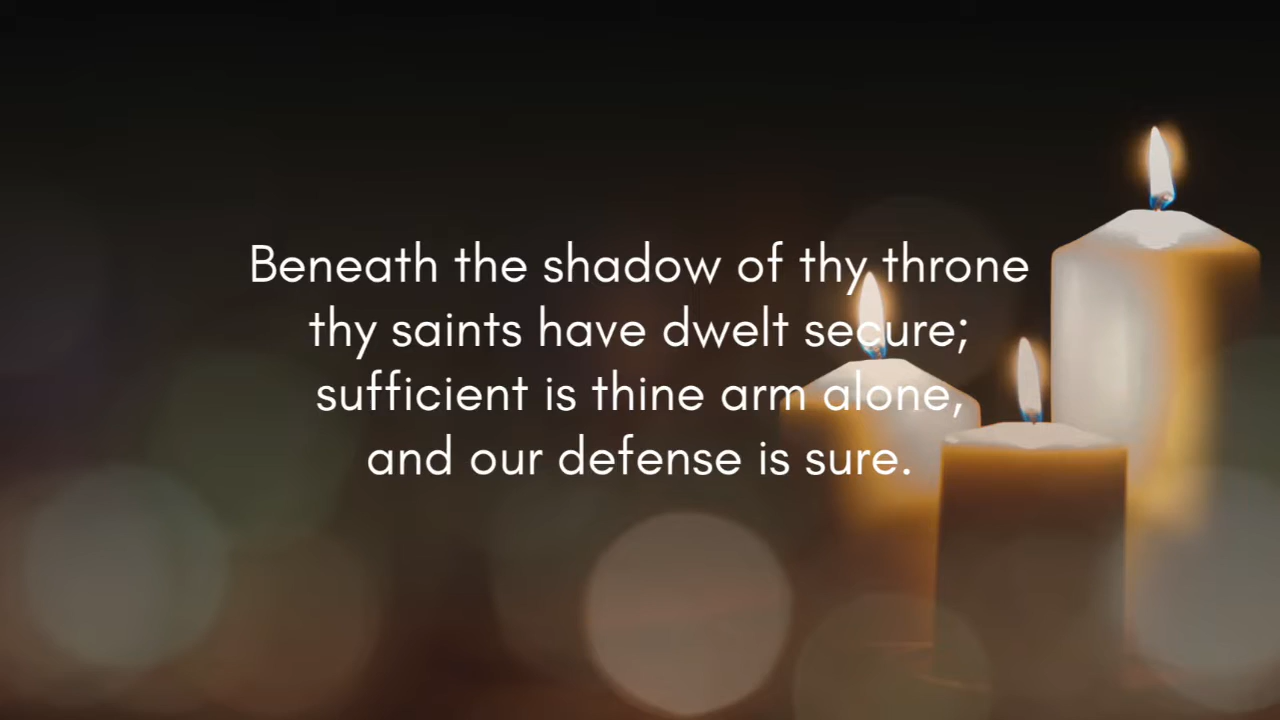 Beneath the shadow of thy throne
thy saints have dwelt secure;
sufficient is thine arm alone,
and our defense is sure.